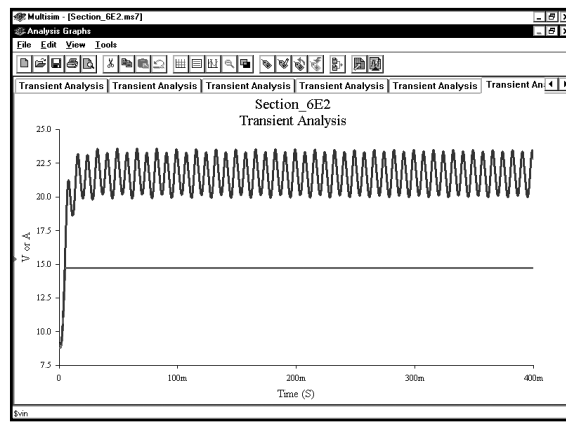 Multisim - [Section_6E2.ms7]
Analysis Graphs
File Edit View Tools
Transient Analysis Transient Analysis Transient Analysis Transient Analysis Transient Analysis Transient An
Section_6E2
Transient Analysis
25.0
22.5
20.0
V or A
15.0
12.5
10.0
7.5
0 100m 200m 300m 400m
Time (S)
$vin